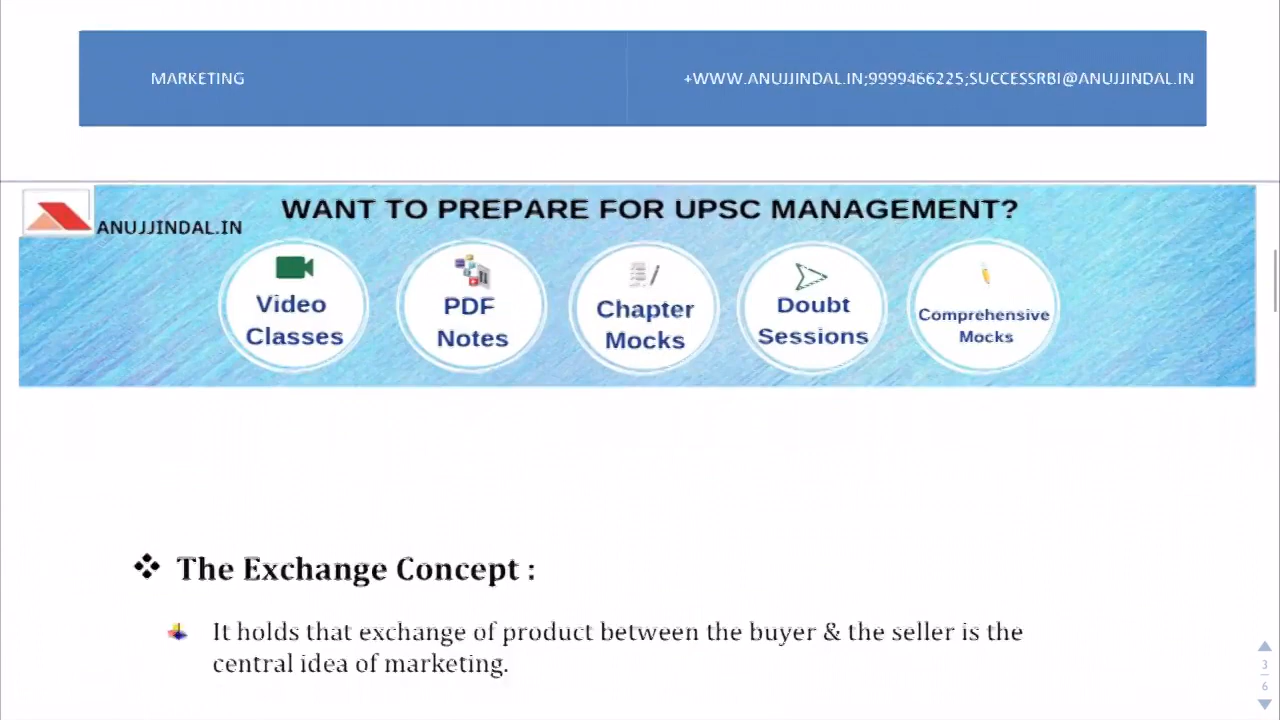 MARKETING
+WWW.ANUJJINDAL.IN;9999466225;SUCCESSRBI@ANUJJINDAL.IN
ANUJJINDAL.IN
WANT TO PREPARE FOR UPSC MANAGEMENT?
Video
Classes
PDF
Notes
Chapter
Mocks
Doubt
Sessions
Comprehensive
Mocks
The Exchange Concept :
It holds that exchange of product between the buyer & the seller is the
central idea of marketing.
3
6